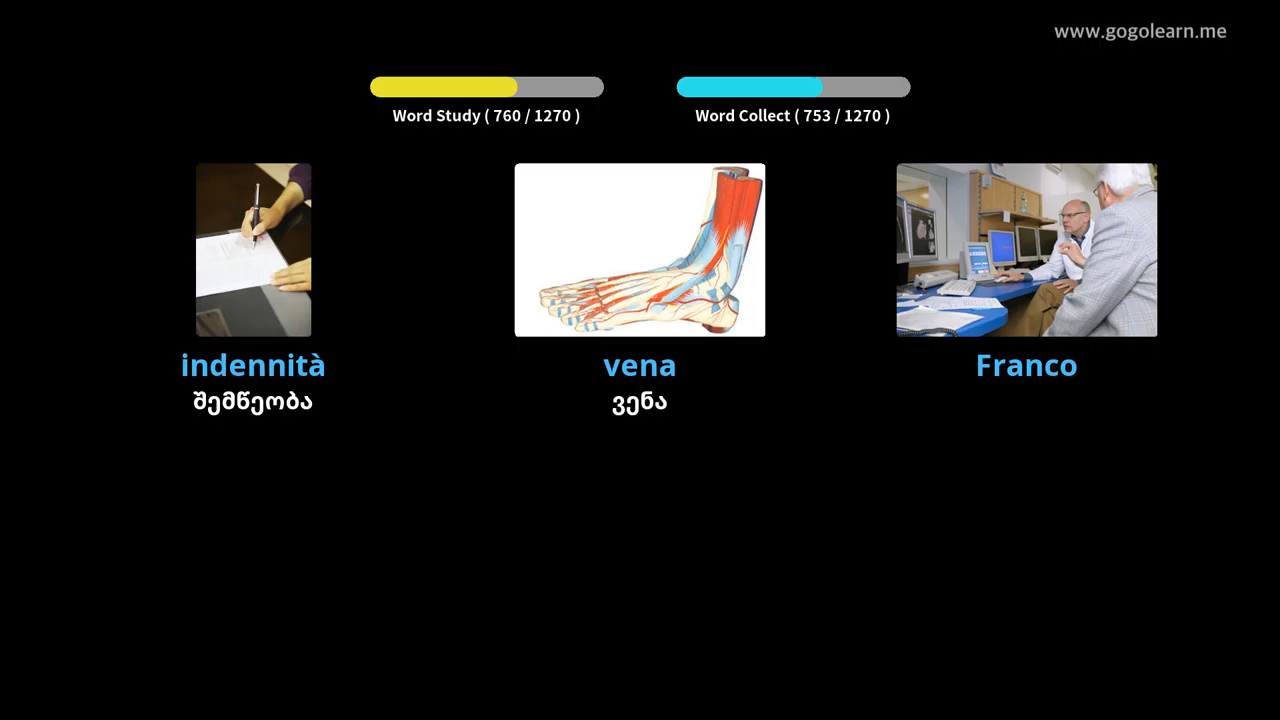 www.gogolearn.me
Word Study ( 760 / 1270 )
Word Collect ( 753 / 1270 )
indennità
vena
Franco
შემწეობა
ვენა